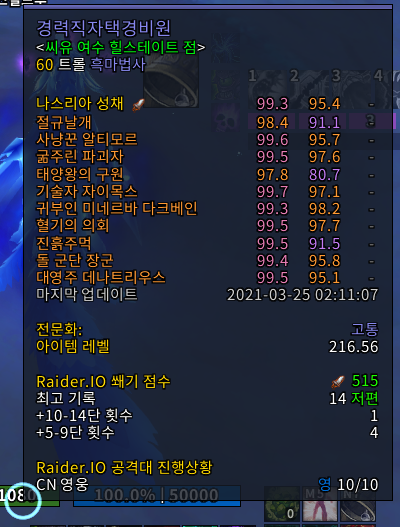 경력직자택경비원
<씨유 여수 힐스테이트 점>
60 트롤 흑마법사
1 2 3 4
나스리아 성채 99.3 95.4 -
절규날개 98.4 91.1 -
사냥꾼 알티모르 99.6 95.7 -
굶주린 파괴자 99.5 97.6 -
태양왕의 구원 97.8 80.7 -
기술자 자이목스 99.7 97.1 -
귀부인 이네르바 다크베인 99.3 98.2 -
혈기의 의회 99.5 97.7 -
진흙주먹 99.5 91.5 -
돌 군단 장군 99.4 95.8 -
대영주 데나트리우스 99.5 95.1 -
마지막 업데이트 2021-03-25 02:11:07
전문화: 고통
아이템 레벨 216.56
Raider.IO 쐐기 점수 515
최고 기록 14 저편
+10-14단 횟수 1
+5-9단 횟수 4
Raider.IO 공격대 진행상황
CN 영웅 영 10/10
100.0% | 50000
0